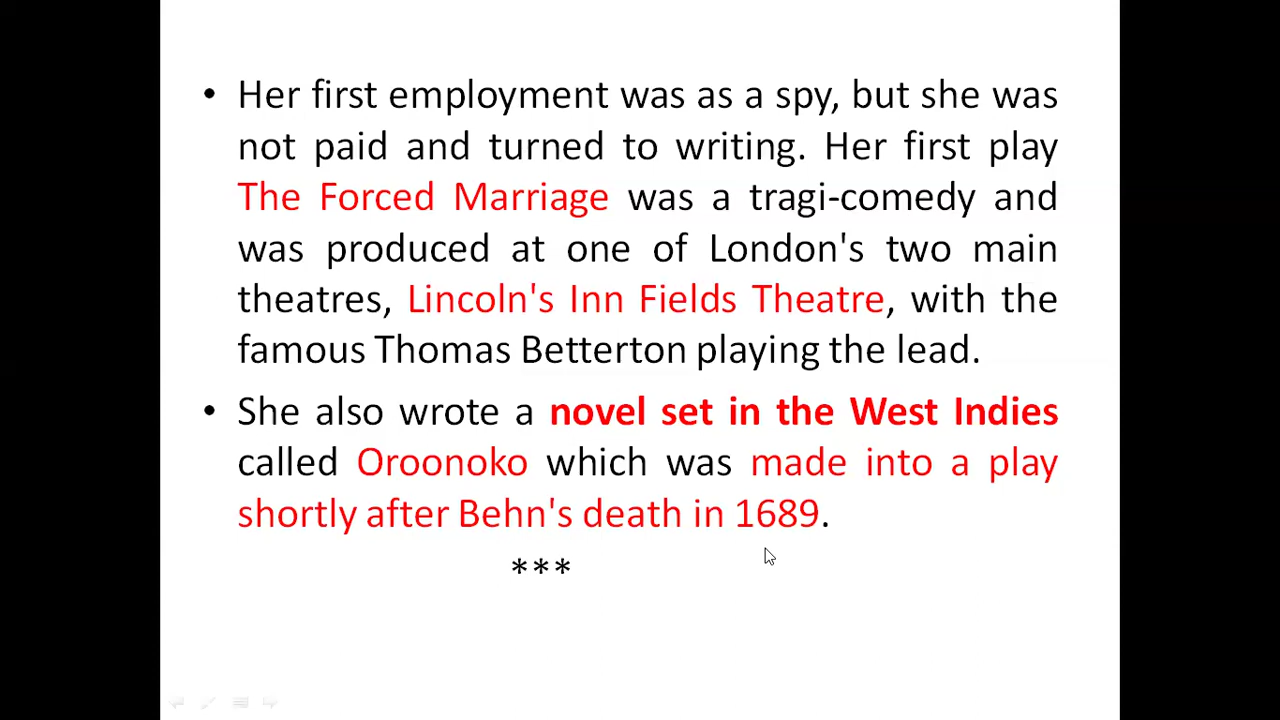 • Her first employment was as a spy, but she was
not paid and turned to writing. Her first play
The Forced Marriage was a tragi-comedy and
was produced at one of London's two main
theatres, Lincoln's Inn Fields Theatre, with the
famous Thomas Betterton playing the lead.
• She also wrote a novel set in the West Indies
called Oroonoko which was made into a play
shortly after Behn's death in 1689.
***